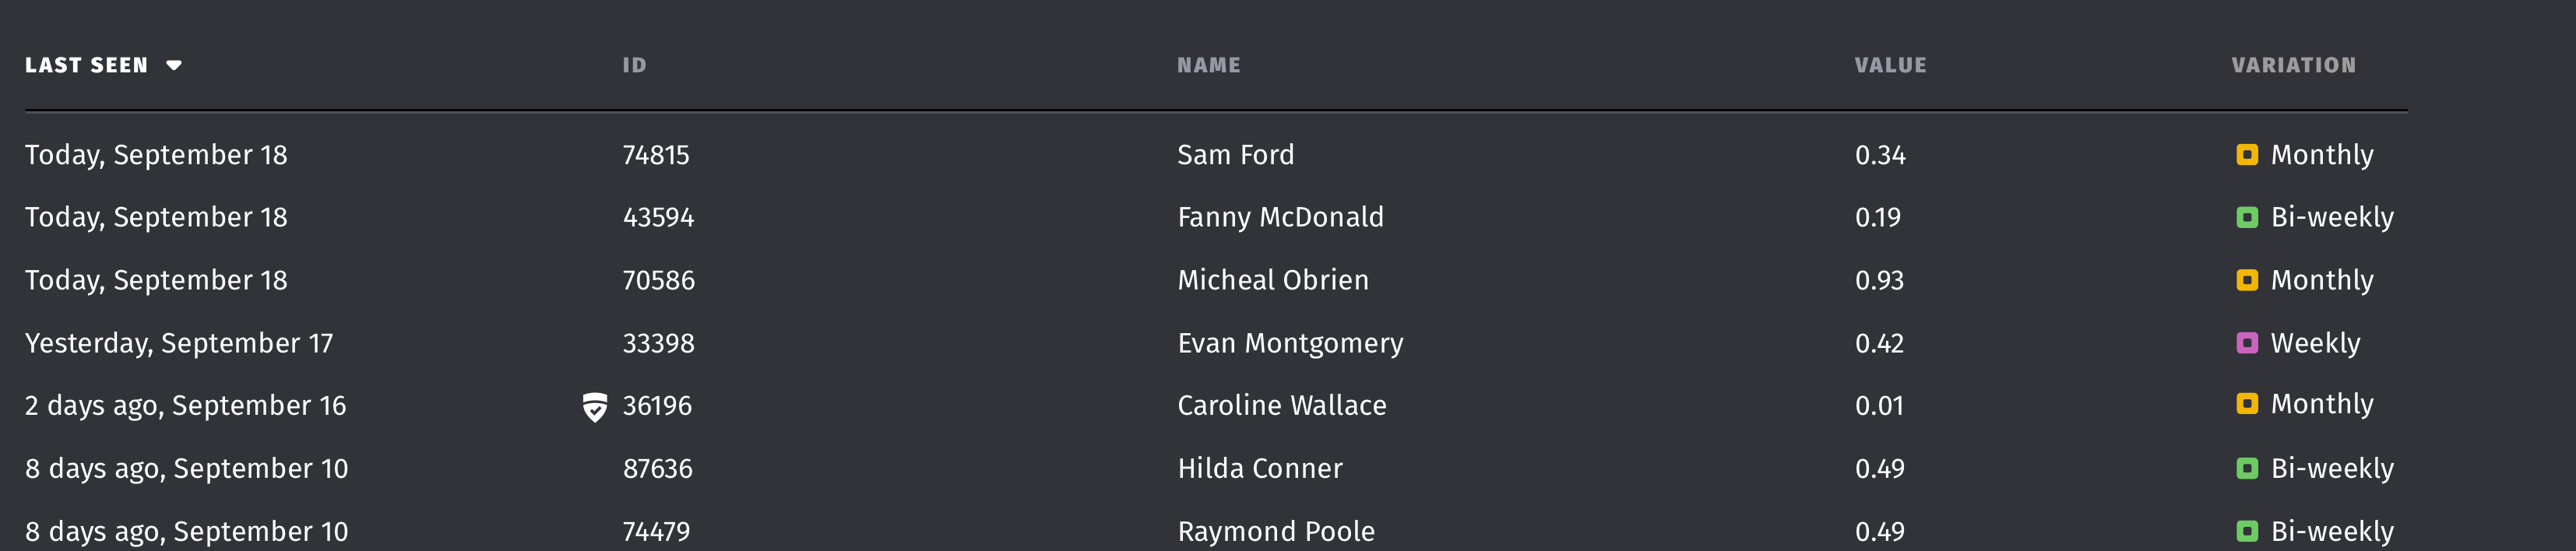 LAST SEEN ID NAME VALUE VARIATION
Today, September 18 74815 Sam Ford 0.34 Monthly
Today, September 18 43594 Fanny McDonald 0.19 Bi-weekly
Today, September 18 70586 Micheal Obrien 0.93 Monthly
Yesterday, September 17 33398 Evan Montgomery 0.42 Weekly
2 days ago, September 16 36196 Caroline Wallace 0.01 Monthly
8 days ago, September 10 87636 Hilda Conner 0.49 Bi-weekly
8 days ago, September 10 74479 Raymond Poole 0.49 Bi-weekly